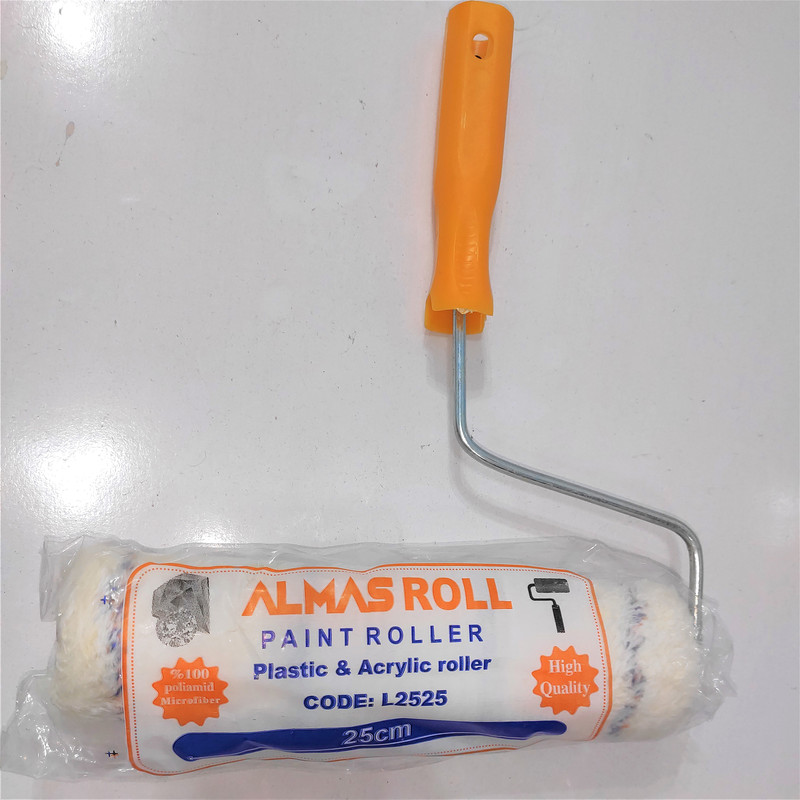 ALMAS ROLL
PAINT ROLLER
Plastic & Acrylic roller
CODE: L2525
25cm
%100
poliamid
Microfiber
High
Quality